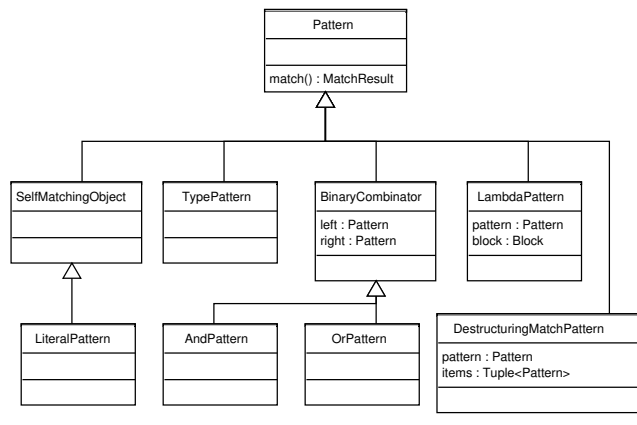 Pattern
match() : MatchResult
SelfMatchingObject
TypePattern
BinaryCombinator
left : Pattern
right : Pattern
LambdaPattern
pattern : Pattern
block : Block
LiteralPattern
AndPattern
OrPattern
DestructuringMatchPattern
pattern : Pattern
items : Tuple<Pattern>